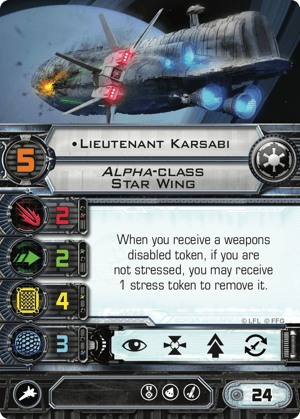 •Lieutenant Karsabi
5
Alpha-class
Star Wing
2
2
4
3
When you receive a weapons
disabled token, if you are
not stressed, you may receive
1 stress token to remove it.
© LFL © FFG
24